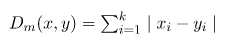 D_m(x, y) = \sum_{i=1}^{k} | x_i - y_i |